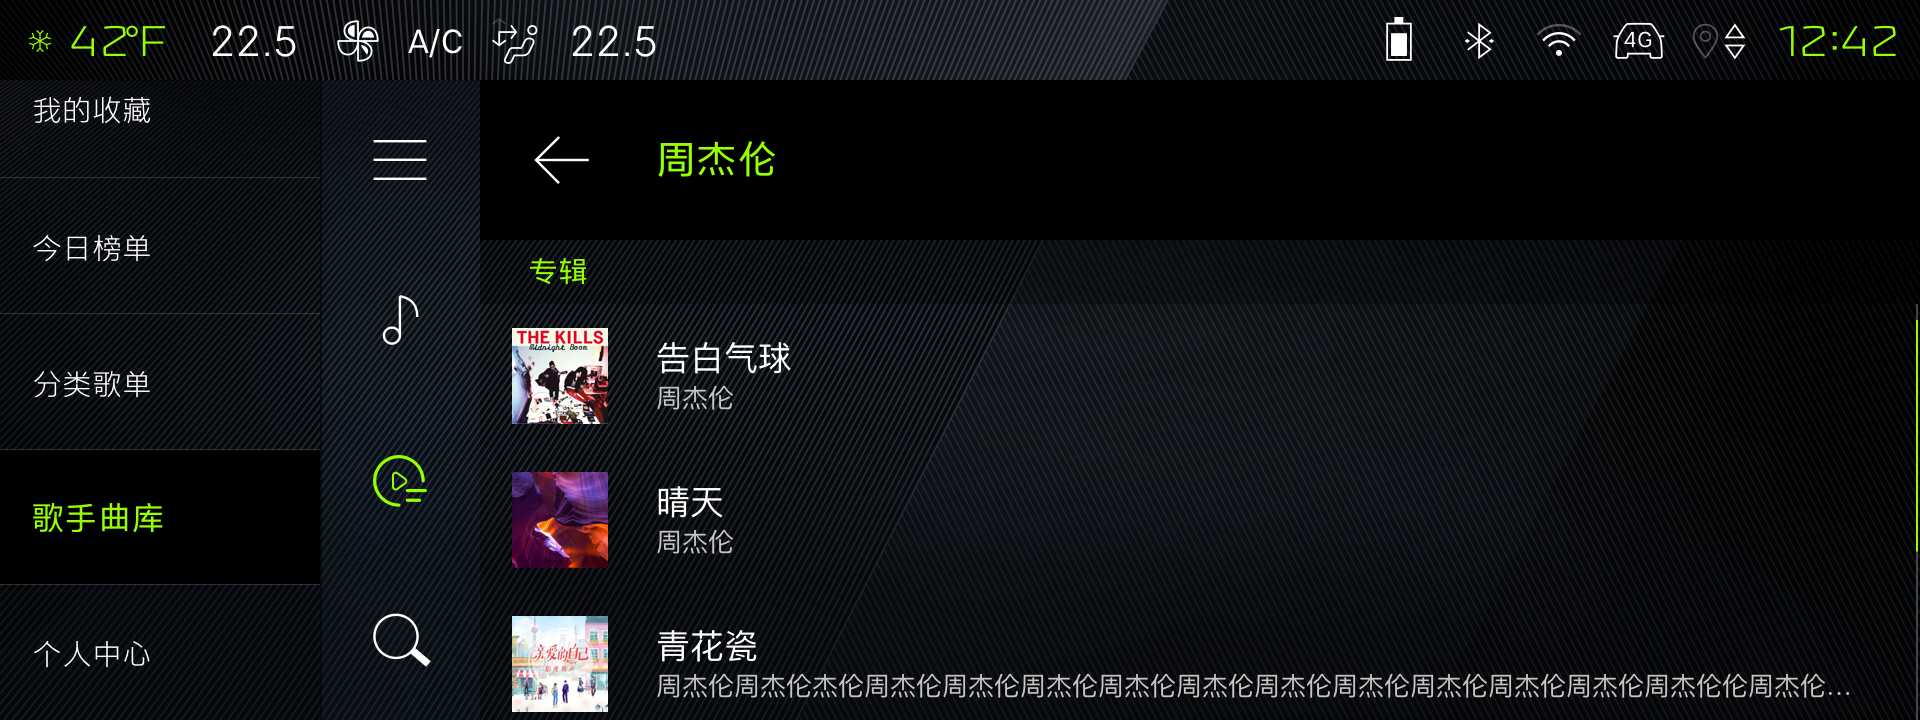 42°F 22.5 A/C 22.5 4G 12:42
我的收藏
今日榜单
分类歌单
歌手曲库
个人中心
周杰伦
专辑
THE KILLS
Midnight Boom
告白气球
周杰伦
晴天
周杰伦
亲爱的自己
青花瓷
周杰伦周杰伦杰伦周杰伦周杰伦周杰伦周杰伦周杰伦周杰伦周杰伦周杰伦周杰伦周杰伦周杰伦伦周杰伦...